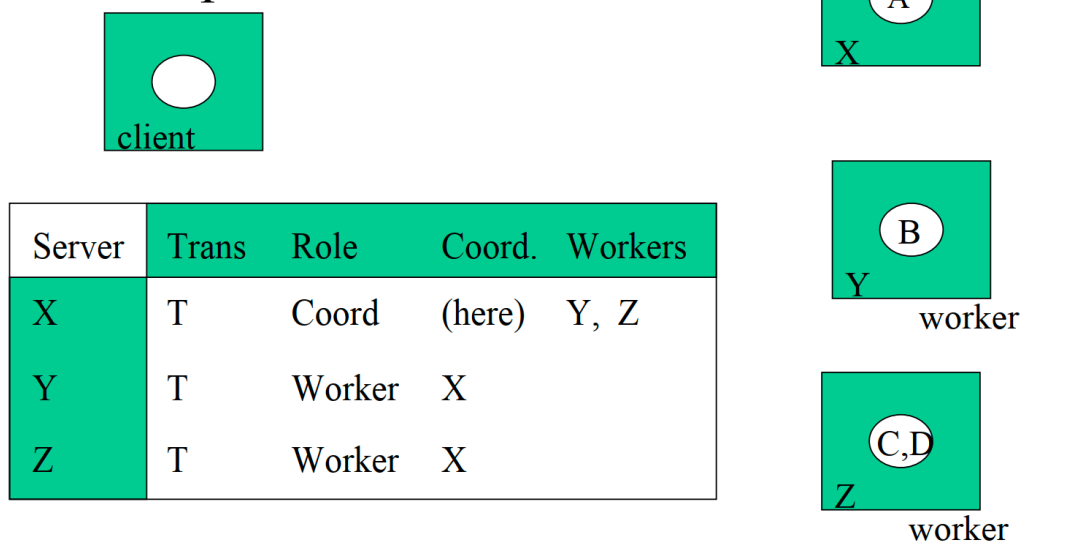 A
X
client
B
Y
worker
Server Trans Role Coord. Workers
X T Coord (here) Y, Z
Y T Worker X
Z T Worker X
C,D
Z
worker